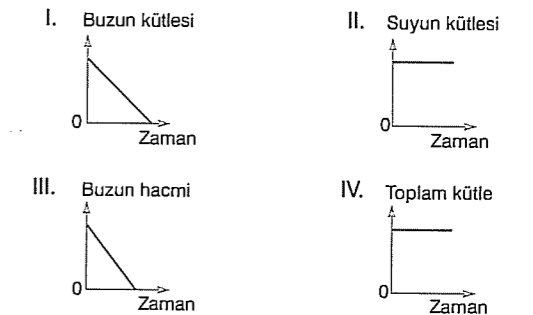 I. Buzun kütlesi
0
Zaman
II. Suyun kütlesi
0
Zaman
III. Buzun hacmi
0
Zaman
IV. Toplam kütle
0
Zaman